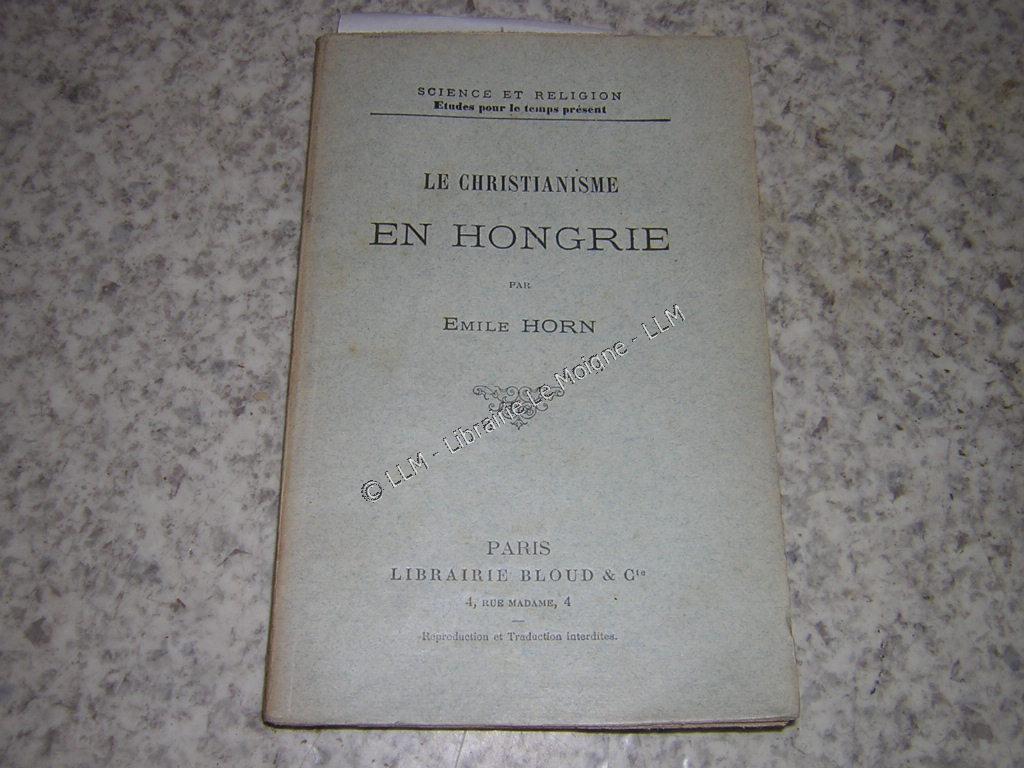 SCIENCE ET RELIGION
Etudes pour le temps présent
LE CHRISTIANISME
EN HONGRIE
PAR
EMILE HORN
© LLM - Librairie Le Moigne - LLM
PARIS
LIBRAIRIE BLOUD & Cie
4, RUE MADAME, 4
Reproduction et Traduction interdites.